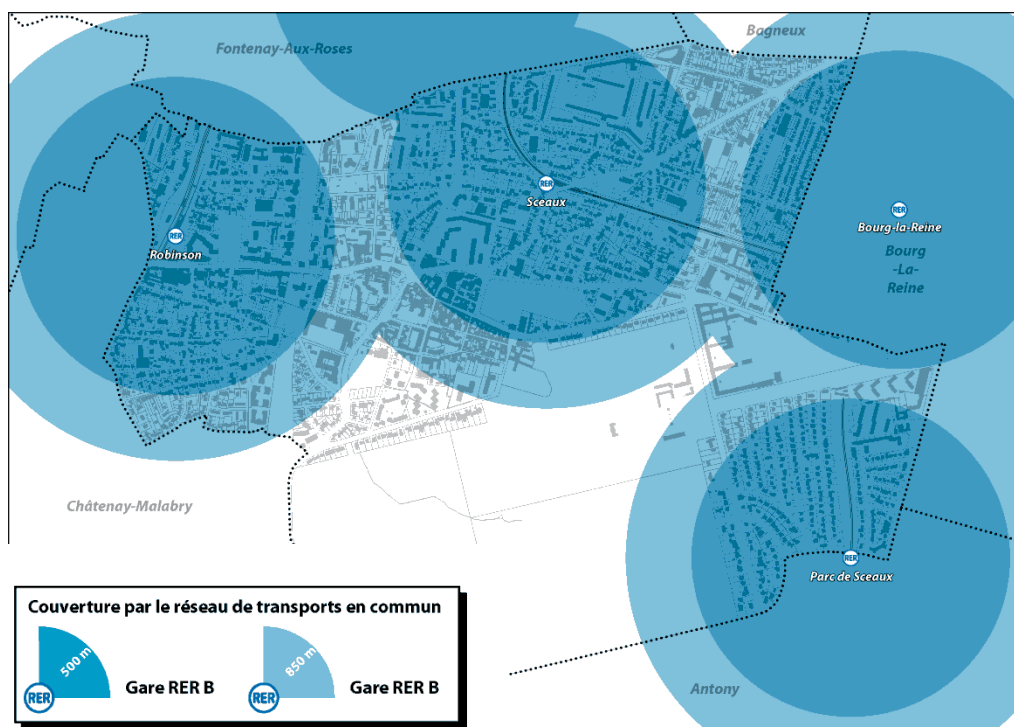 Fontenay-Aux-Roses
Bagneux
RER
Sceaux
RER
Bourg-la-Reine
RER
Robinson
Bourg
-La-
Reine
Châtenay-Malabry
RER
Parc de Sceaux
Antony
Couverture par le réseau de transports en commun
500 m
850 m
RER
Gare RER B
RER
Gare RER B